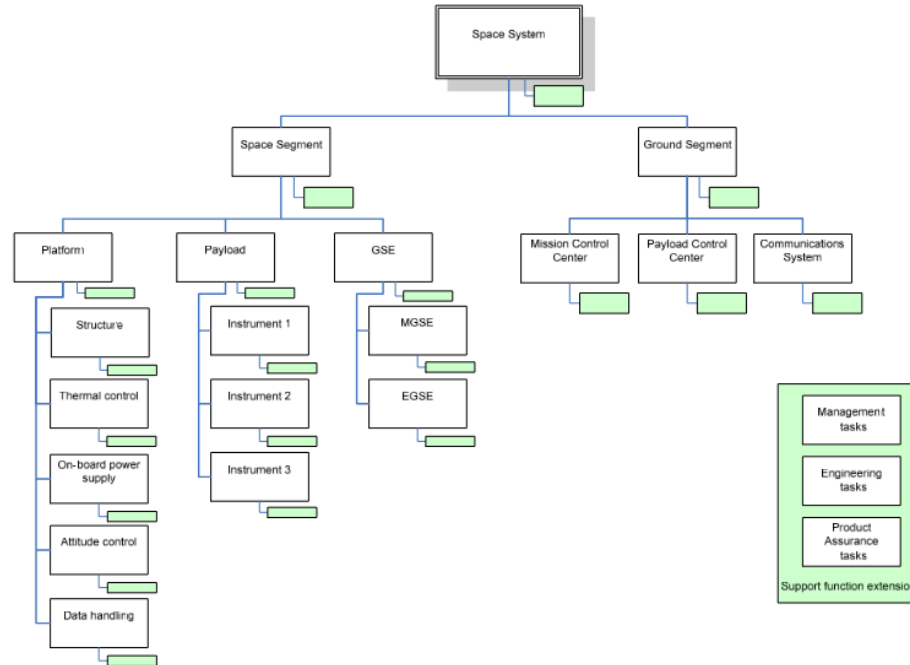 Space System
Space Segment
Ground Segment
Platform
Payload
GSE
Mission Control
Center
Payload Control
Center
Communications
System
Structure
Instrument 1
MGSE
Thermal control
Instrument 2
EGSE
On-board power
supply
Instrument 3
Attitude control
Data handling
Management
tasks
Engineering
tasks
Product
Assurance
tasks
Support function extension